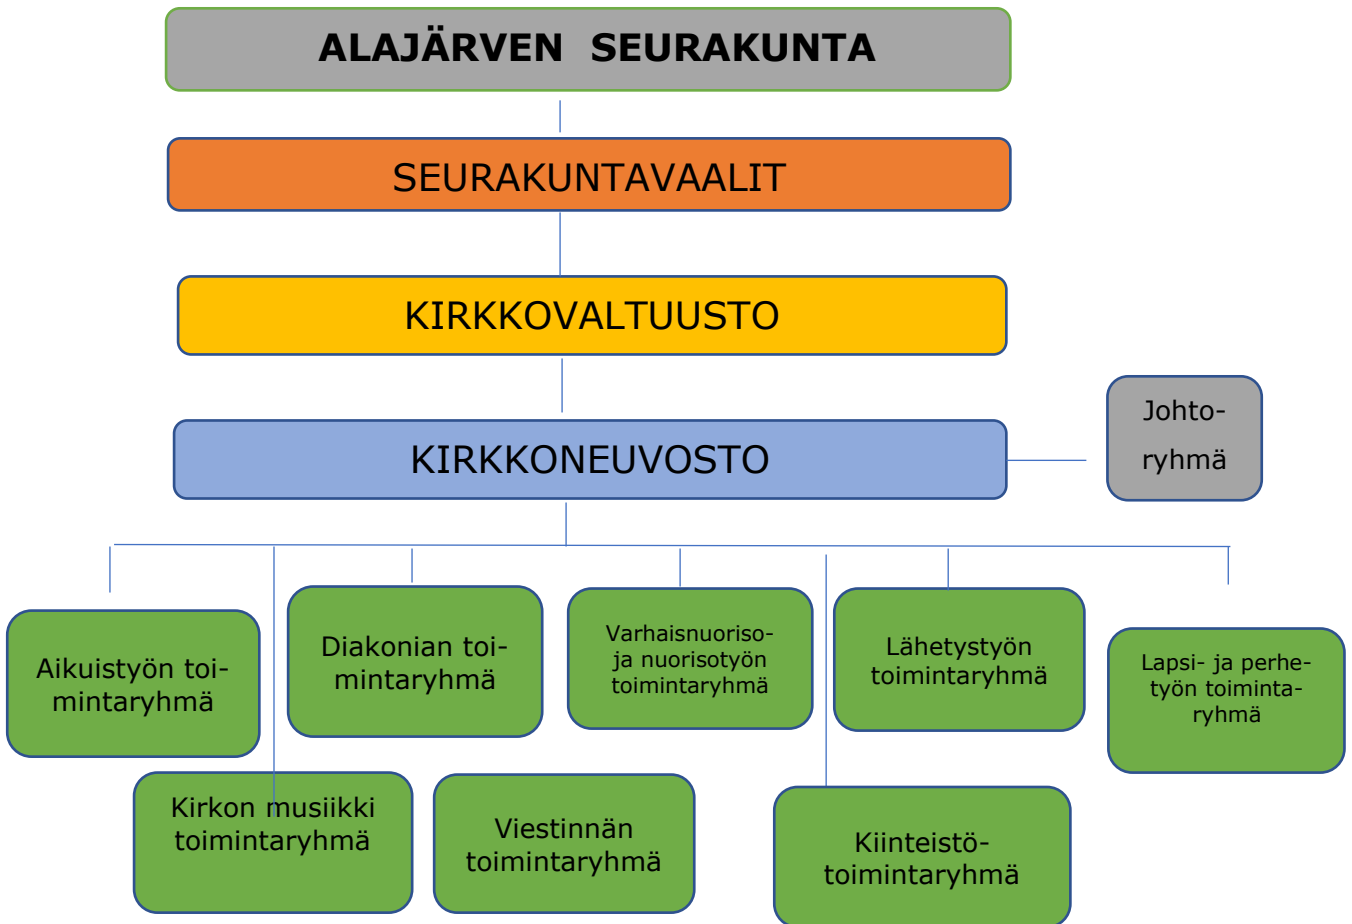 ALAJÄRVEN SEURAKUNTA
SEURAKUNTAVAALIT
KIRKKOVALTUUSTO
KIRKKONEUVOSTO
Johto-
ryhmä
Aikuistyön toi-
mintaryhmä
Diakonian toi-
mintaryhmä
Varhaisnuoriso-
ja nuorisotyön
toimintaryhmä
Lähetystyön
toimintaryhmä
Lapsi- ja perhe-
työn toiminta-
ryhmä
Kirkon musiikki
toimintaryhmä
Viestinnän
toimintaryhmä
Kiinteistö-
toimintaryhmä